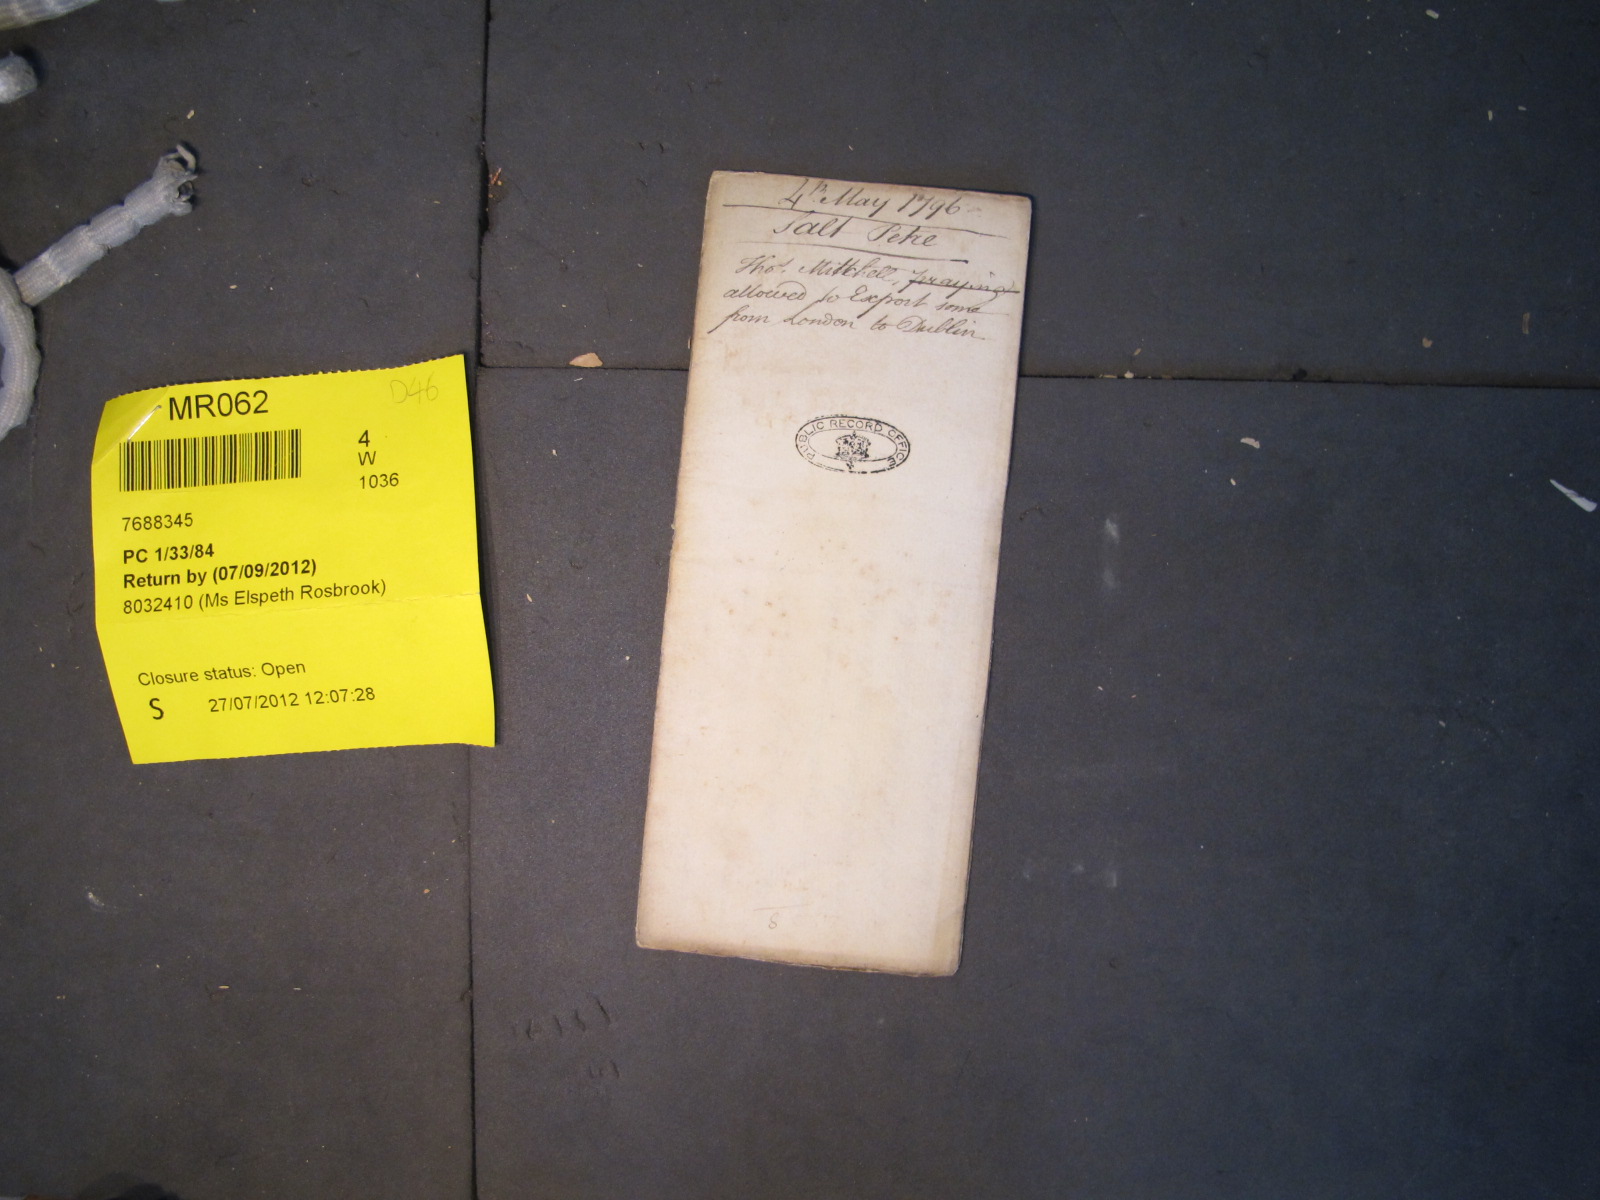 MR062
D46
4
W
1036
7688345
PC 1/33/84
Return by (07/09/2012)
8032410 (Ms Elspeth Rosbrook)
Closure status: Open
S 27/07/2012 12:07:28
4th May 1796
Salt Petre
Thos. Mitchell, praying
allowed to Export some
from London to Dublin
PUBLIC RECORD OFFICE
8